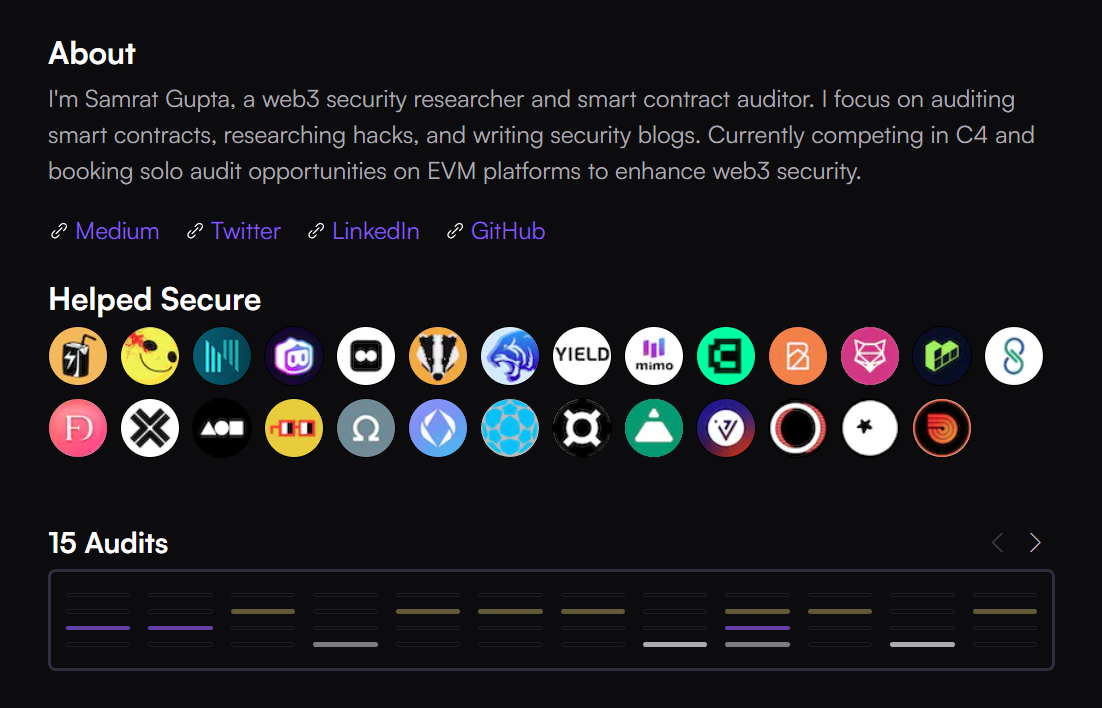 About
I'm Samrat Gupta, a web3 security researcher and smart contract auditor. I focus on auditing
smart contracts, researching hacks, and writing security blogs. Currently competing in C4 and
booking solo audit opportunities on EVM platforms to enhance web3 security.
Medium Twitter LinkedIn GitHub
Helped Secure
YIELD mimo
15 Audits